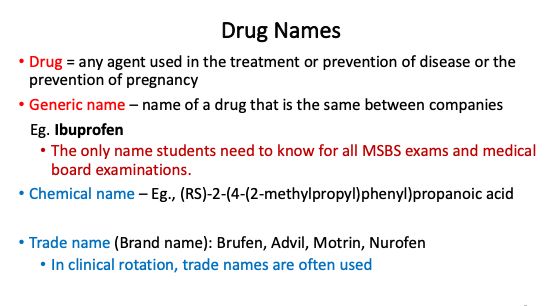 Drug Names
• Drug = any agent used in the treatment or prevention of disease or the
prevention of pregnancy
• Generic name – name of a drug that is the same between companies
Eg. Ibuprofen
• The only name students need to know for all MSBS exams and medical
board examinations.
• Chemical name – Eg., (RS)-2-(4-(2-methylpropyl)phenyl)propanoic acid
• Trade name (Brand name): Brufen, Advil, Motrin, Nurofen
• In clinical rotation, trade names are often used